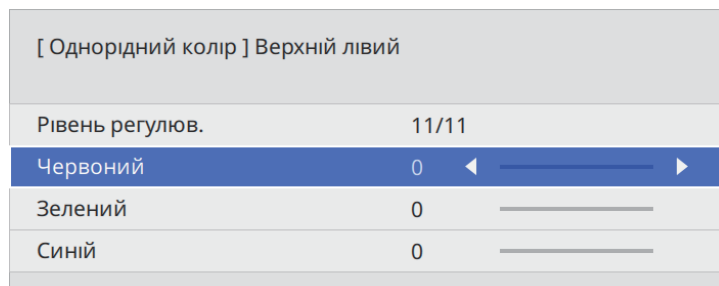 [ Однорідний колір ] Верхній лівий
Рівень регулюв. 11/11
Червоний 0
Зелений 0
Синій 0